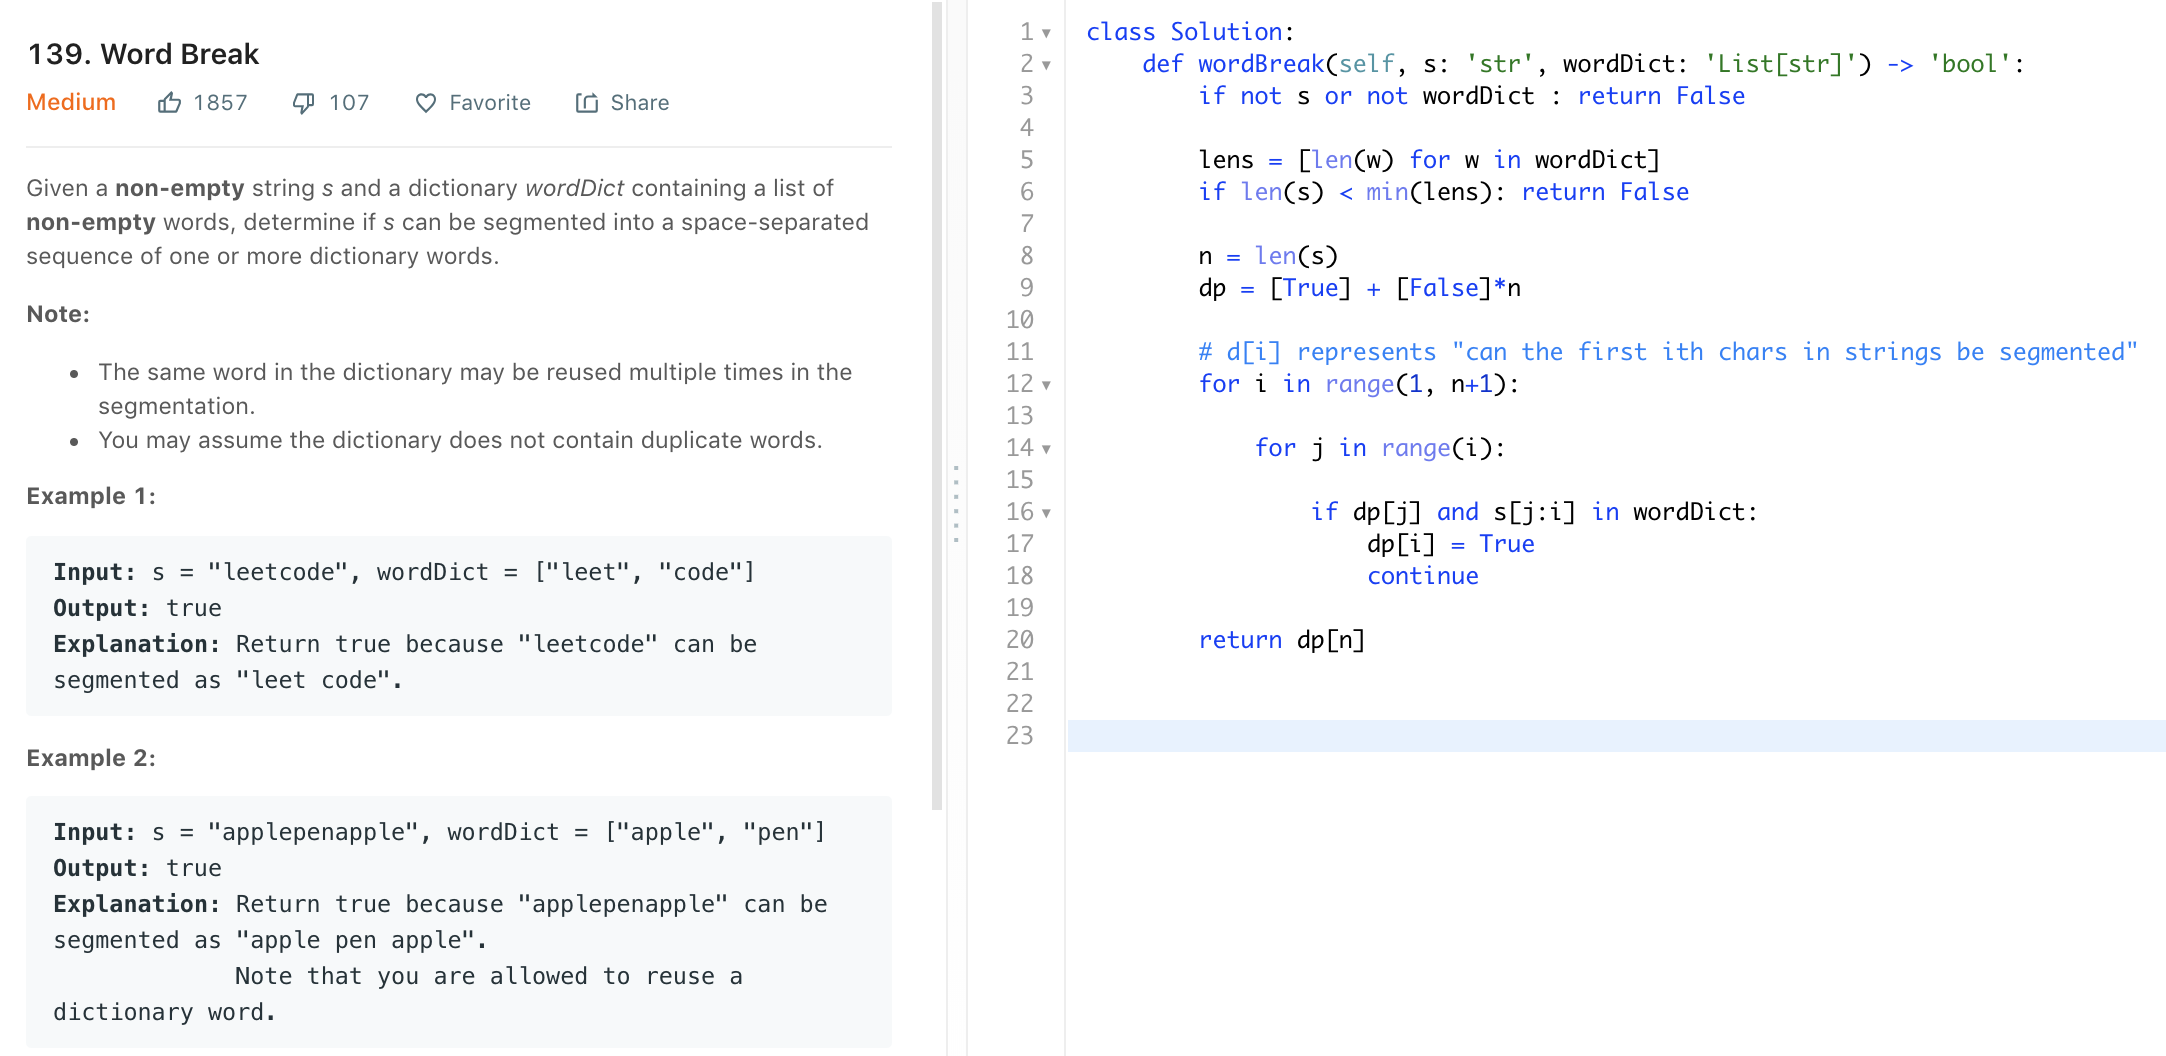 139. Word Break
Medium 1857 107 Favorite Share
Given a non-empty string s and a dictionary wordDict containing a list of
non-empty words, determine if s can be segmented into a space-separated
sequence of one or more dictionary words.
Note:
• The same word in the dictionary may be reused multiple times in the
segmentation.
• You may assume the dictionary does not contain duplicate words.
Example 1:
Input: s = "leetcode", wordDict = ["leet", "code"]
Output: true
Explanation: Return true because "leetcode" can be
segmented as "leet code".
Example 2:
Input: s = "applepenapple", wordDict = ["apple", "pen"]
Output: true
Explanation: Return true because "applepenapple" can be
segmented as "apple pen apple".
Note that you are allowed to reuse a
dictionary word.
1 class Solution:
2     def wordBreak(self, s: 'str', wordDict: 'List[str]') -> 'bool':
3         if not s or not wordDict : return False
4
5         lens = [len(w) for w in wordDict]
6         if len(s) < min(lens): return False
7
8         n = len(s)
9         dp = [True] + [False]*n
10
11         # d[i] represents "can the first ith chars in strings be segmented"
12         for i in range(1, n+1):
13
14             for j in range(i):
15
16                 if dp[j] and s[j:i] in wordDict:
17                     dp[i] = True
18                     continue
19
20         return dp[n]
21
22
23